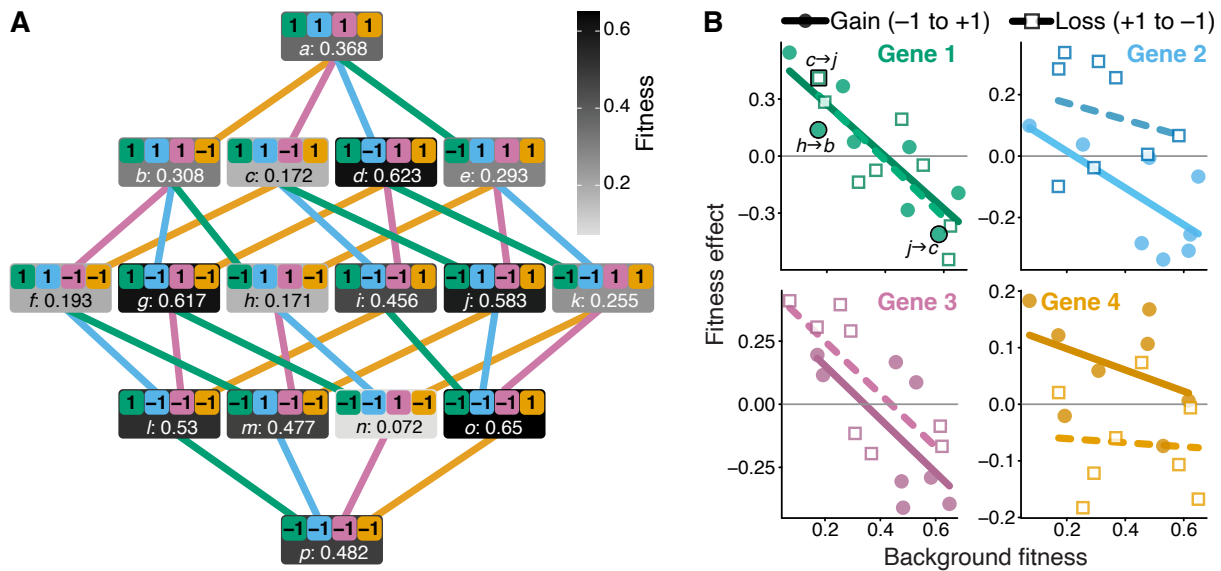 A
1 1 1 1
a: 0.368
0.6
0.4
0.2
Fitness
1 1 1 −1
b: 0.308
1 1 −1 1
c: 0.172
1 −1 1 1
d: 0.623
−1 1 1 1
e: 0.293
1 1 −1 −1
f: 0.193
1 −1 1 −1
g: 0.617
−1 1 1 −1
h: 0.171
1 −1 −1 1
i: 0.456
−1 1 −1 1
j: 0.583
−1 −1 1 1
k: 0.255
1 −1 −1 −1
l: 0.53
−1 1 −1 −1
m: 0.477
−1 −1 1 −1
n: 0.072
−1 −1 −1 1
o: 0.65
−1 −1 −1 −1
p: 0.482
B
Gain (−1 to +1)
Loss (+1 to −1)
Gene 1
c→j
h→b
j→c
0.3
0.0
−0.3
Gene 2
0.2
0.0
−0.2
Gene 3
0.25
0.00
−0.25
0.2 0.4 0.6
Gene 4
0.2
0.1
0.0
−0.1
−0.2
0.2 0.4 0.6
Fitness effect
Background fitness